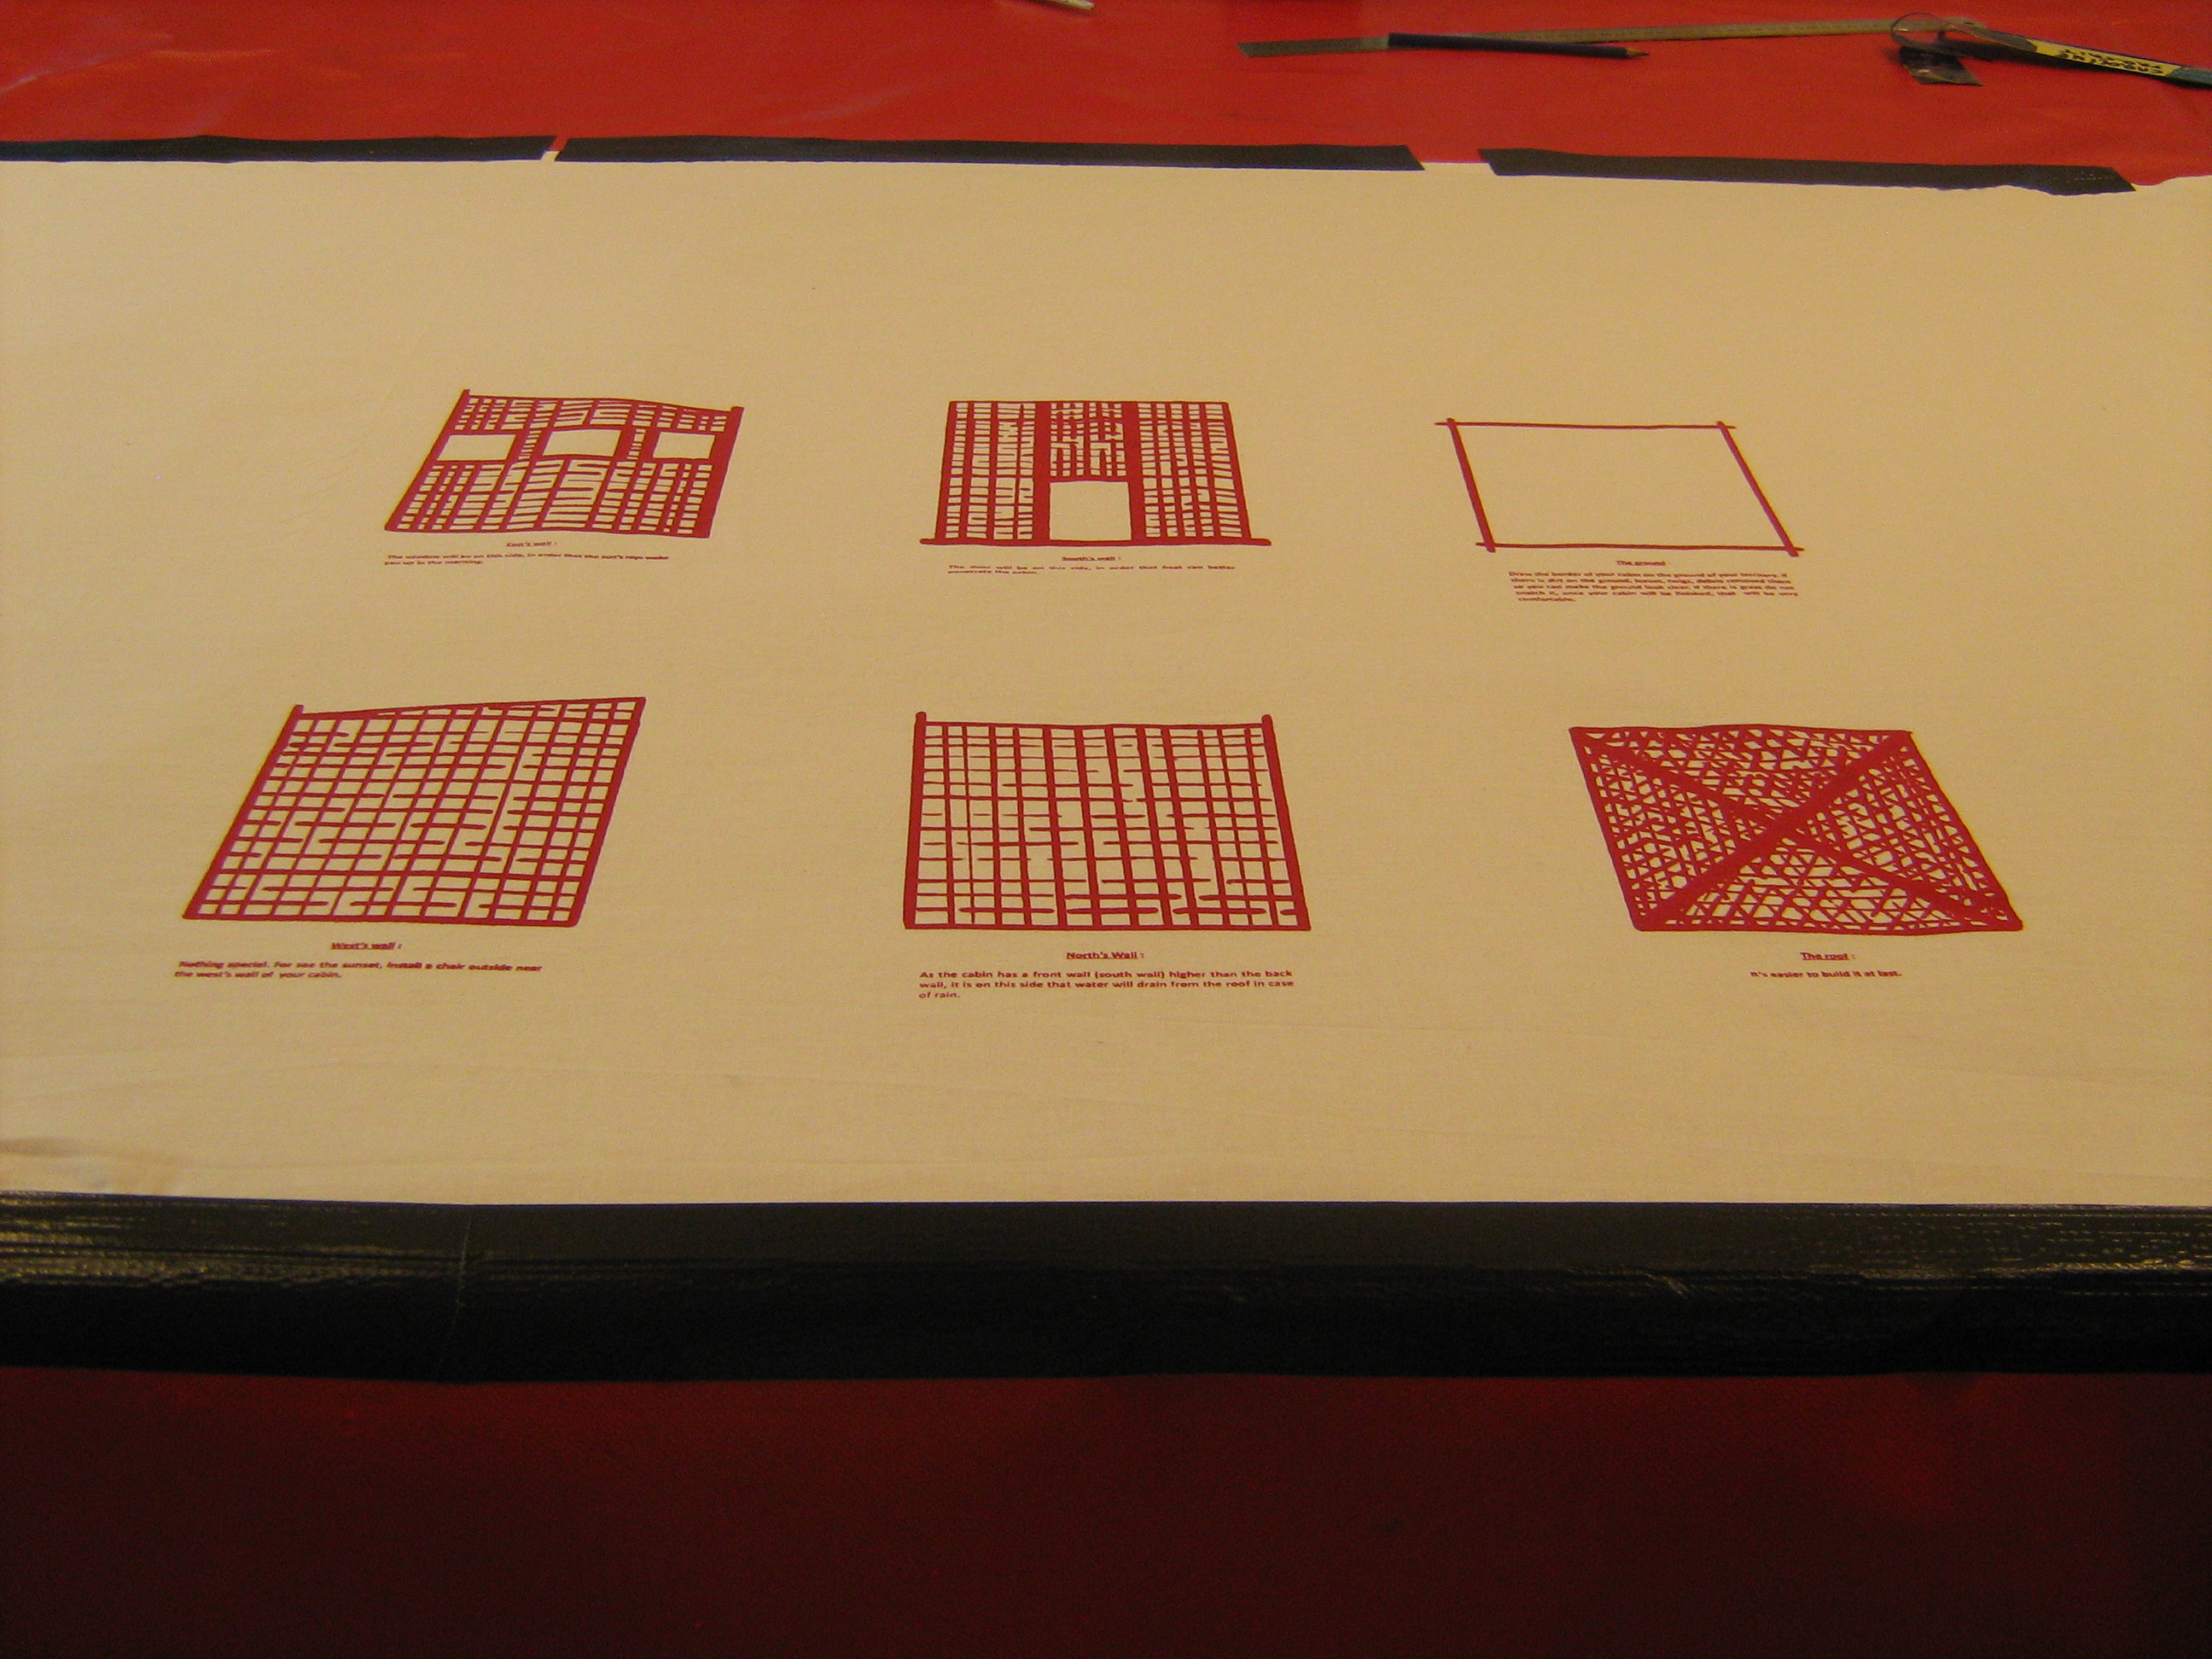 East's wall :
The window will be on this side, in order that the sun's rays wake
you up in the morning.
South's wall :
The door will be on this side, in order that heat can better
penetrate the cabin.
The ground
Draw the border of your cabin on the ground of your territory. If
there is dirt on the ground, leaves, twigs, debris removed them
so you can make the ground look clear. If there is grass do not
snatch it, once your cabin will be finished, that will be very
comfortable.
West's wall :
Nothing special. For see the sunset, install a chair outside near
the west's wall of your cabin.
North's Wall :
As the cabin has a front wall (south wall) higher than the back
wall, it is on this side that water will drain from the roof in case
of rain.
The roof :
It's easier to build it at last.